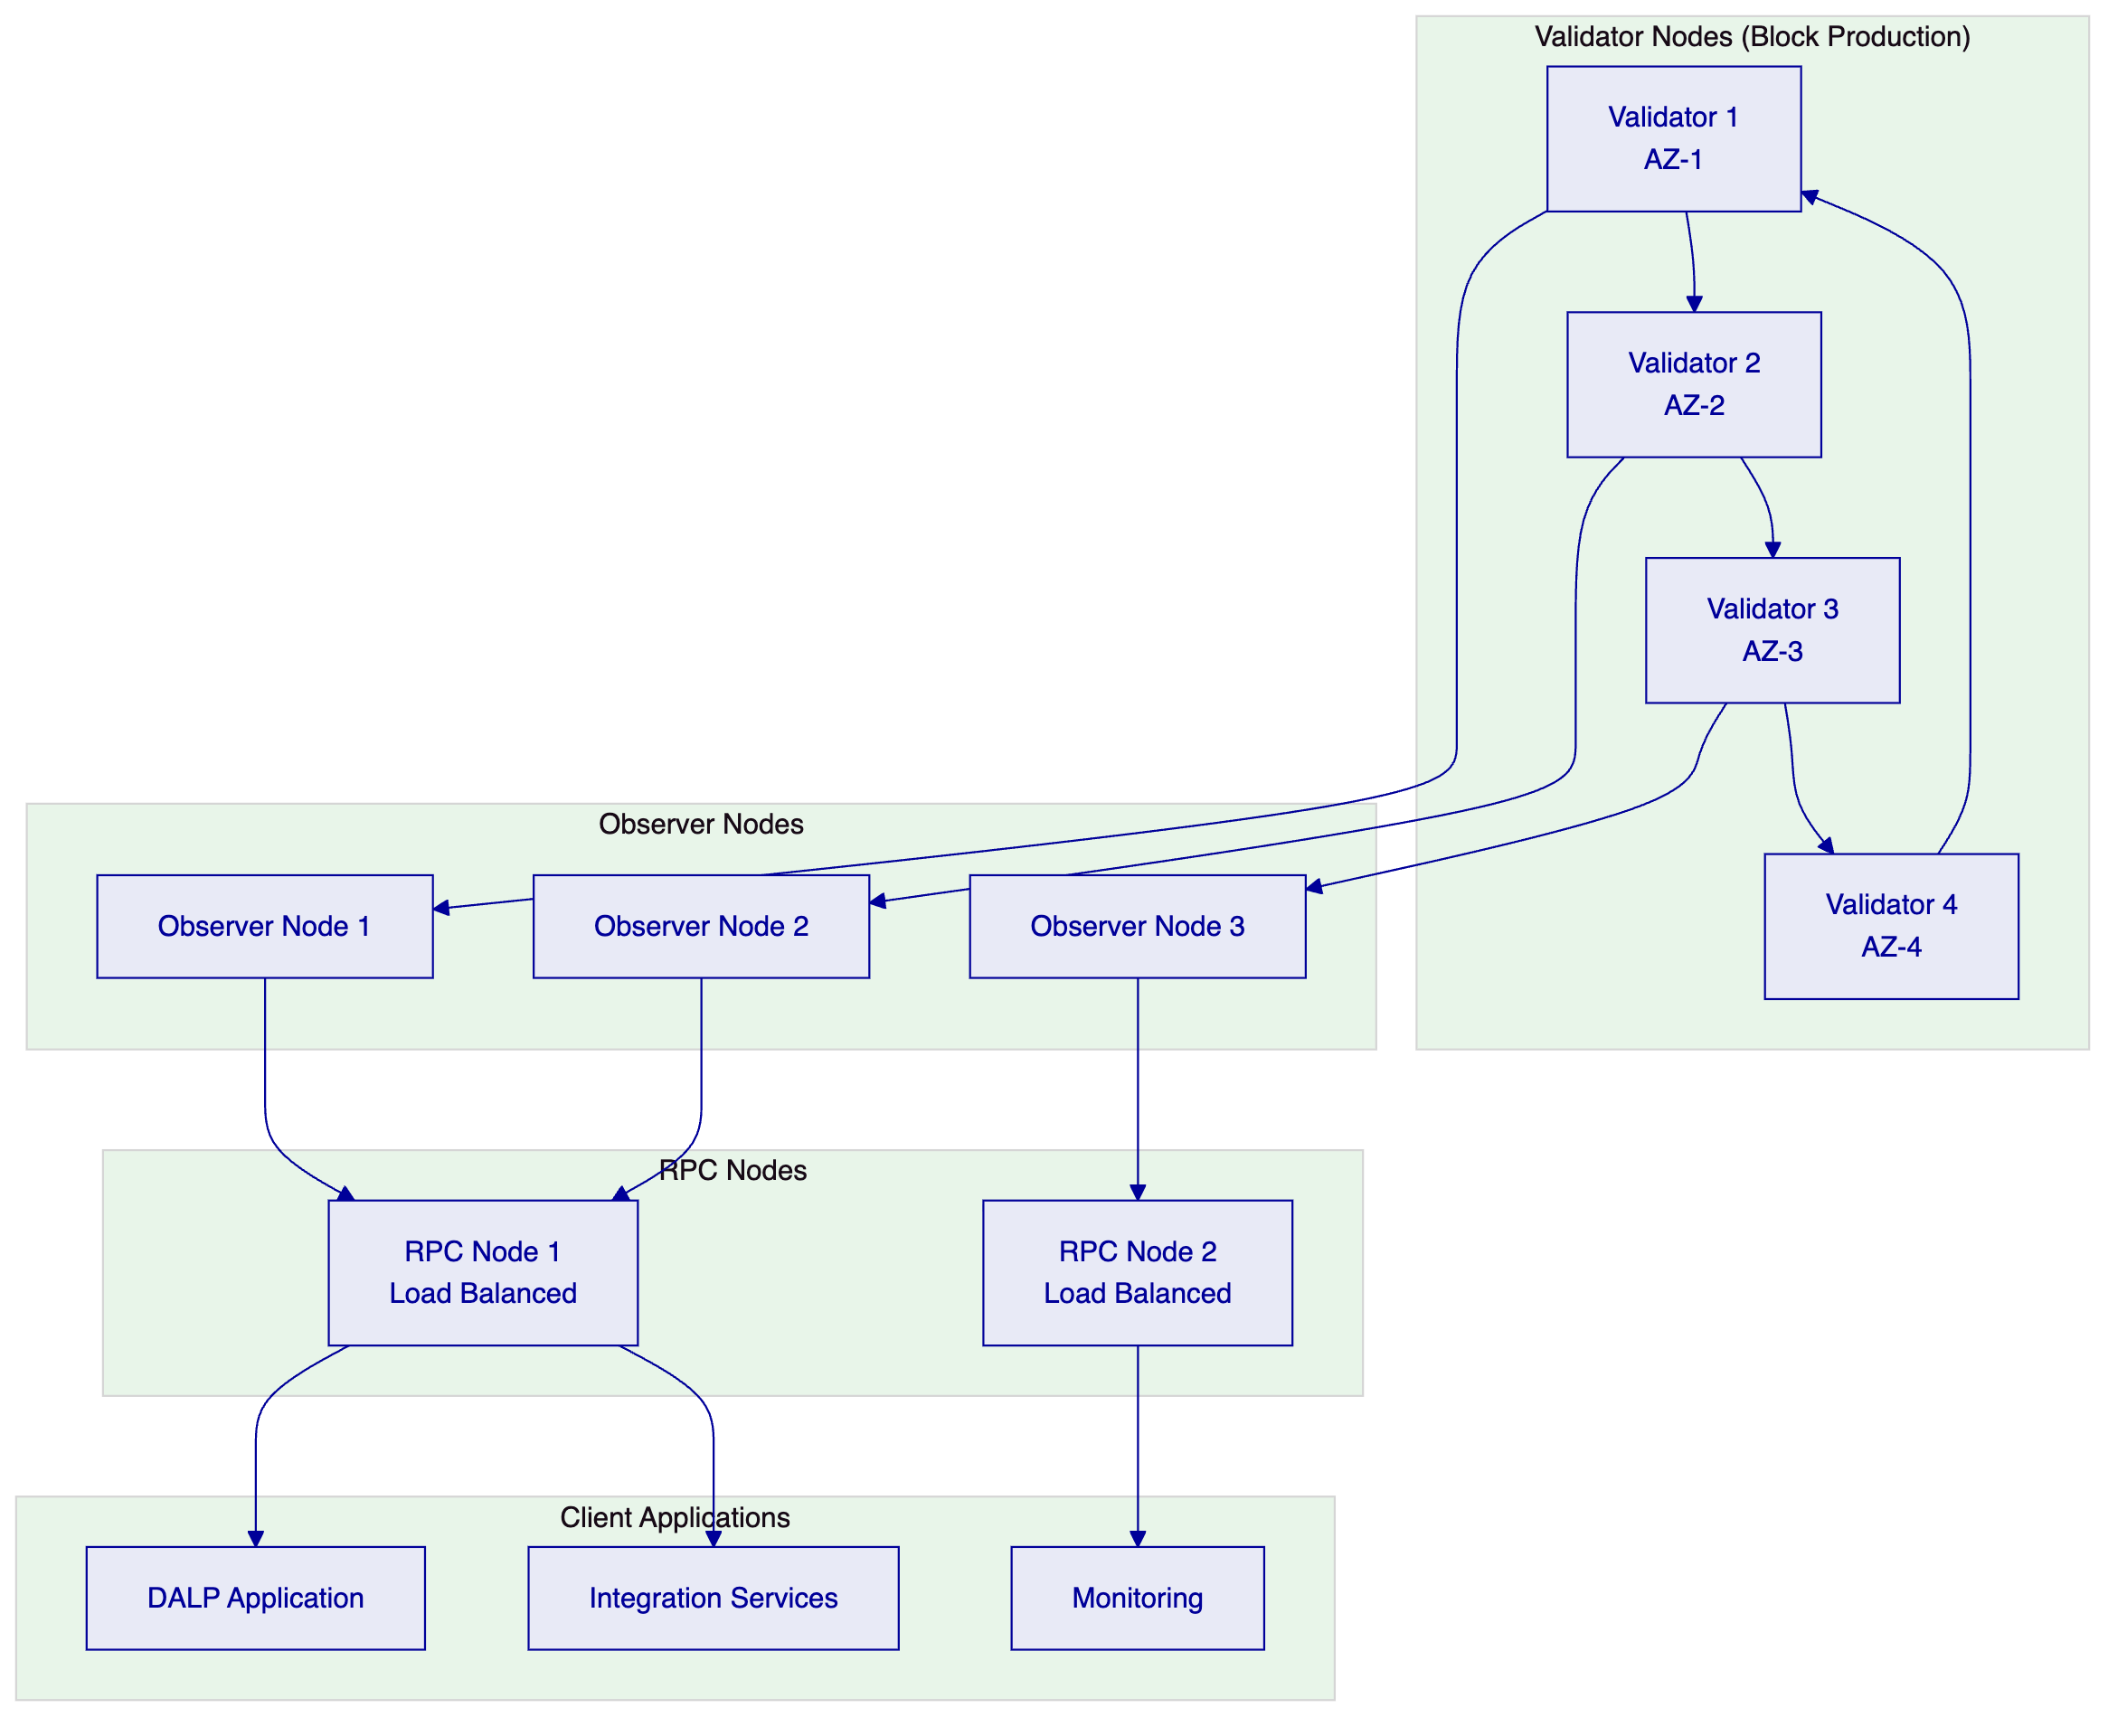 Validator Nodes (Block Production)
Validator 1
AZ-1
Validator 2
AZ-2
Validator 3
AZ-3
Validator 4
AZ-4
Observer Nodes
Observer Node 1
Observer Node 2
Observer Node 3
RPC Nodes
RPC Node 1
Load Balanced
RPC Node 2
Load Balanced
Client Applications
DALP Application
Integration Services
Monitoring